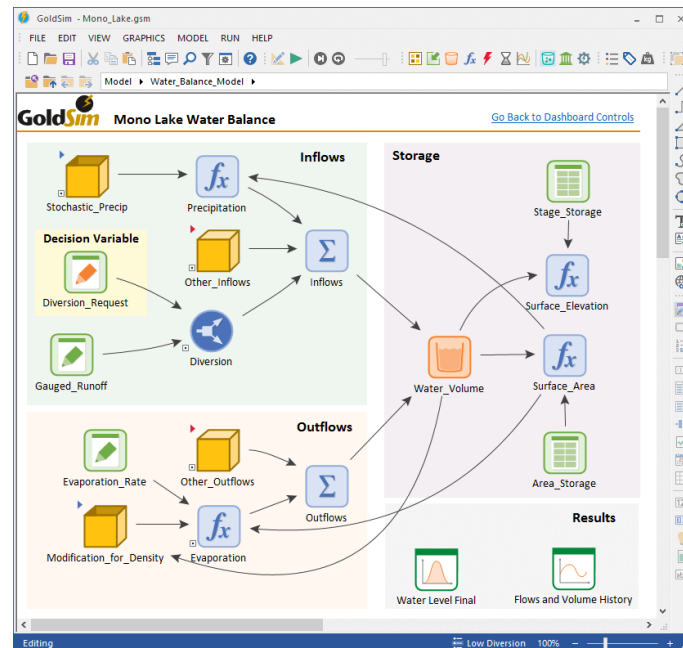 GoldSim - Mono_Lake.gsm
FILE EDIT VIEW GRAPHICS MODEL RUN HELP
Model Water_Balance_Model
GoldSim Mono Lake Water Balance Go Back to Dashboard Controls
Inflows
Storage
Stochastic_Precip
Precipitation
Stage_Storage
Decision Variable
Diversion_Request
Other_Inflows
Inflows
Surface_Elevation
Gauged_Runoff
Diversion
Water_Volume
Surface_Area
Outflows
Evaporation_Rate
Other_Outflows
Outflows
Area_Storage
Modification_for_Density
Evaporation
Results
Water Level Final
Flows and Volume History
Editing Low Diversion 100%